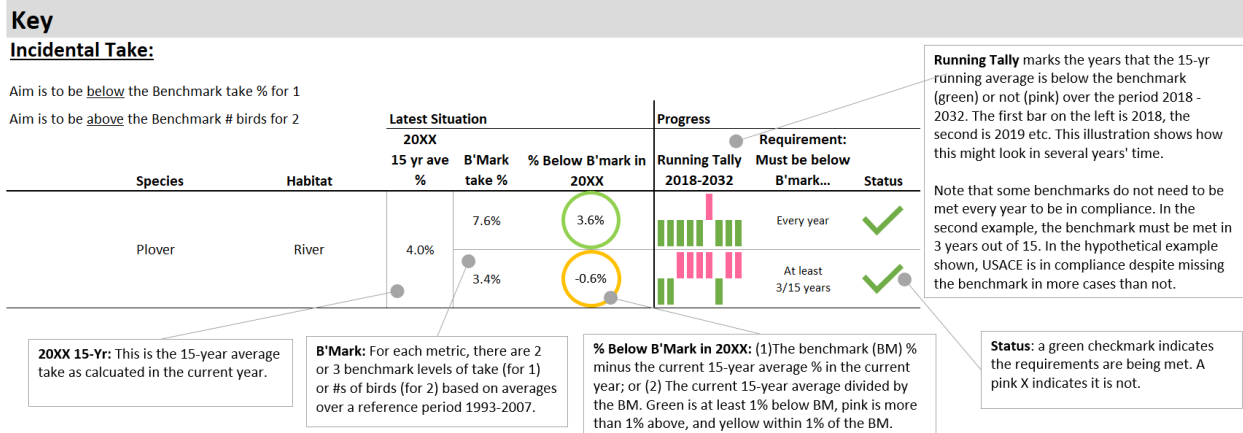 Key
Incidental Take:
Aim is to be below the Benchmark take % for 1
Aim is to be above the Benchmark # birds for 2
Latest Situation
Progress
Species
Habitat
20XX
15 yr ave
%
B'Mark
take %
% Below B'mark in
20XX
Running Tally
2018-2032
Requirement:
Must be below
B'mark...
Status
Plover
River
4.0%
7.6%
3.6%
Every year
3.4%
-0.6%
At least
3/15 years
Running Tally marks the years that the 15-yr
running average is below the benchmark
(green) or not (pink) over the period 2018 -
2032. The first bar on the left is 2018, the
second is 2019 etc. This illustration shows how
this might look in several years' time.
Note that some benchmarks do not need to be
met every year to be in compliance. In the
second example, the benchmark must be met in
3 years out of 15. In the hypothetical example
shown, USACE is in compliance despite missing
the benchmark in more cases than not.
20XX 15-Yr: This is the 15-year average
take as calcuated in the current year.
B'Mark: For each metric, there are 2
or 3 benchmark levels of take (for 1)
or #s of birds (for 2) based on averages
over a reference period 1993-2007.
% Below B'Mark in 20XX: (1)The benchmark (BM) %
minus the current 15-year average % in the current
year; or (2) The current 15-year average divided by
the BM. Green is at least 1% below BM, pink is more
than 1% above, and yellow within 1% of the BM.
Status: a green checkmark indicates
the requirements are being met. A
pink X indicates it is not.